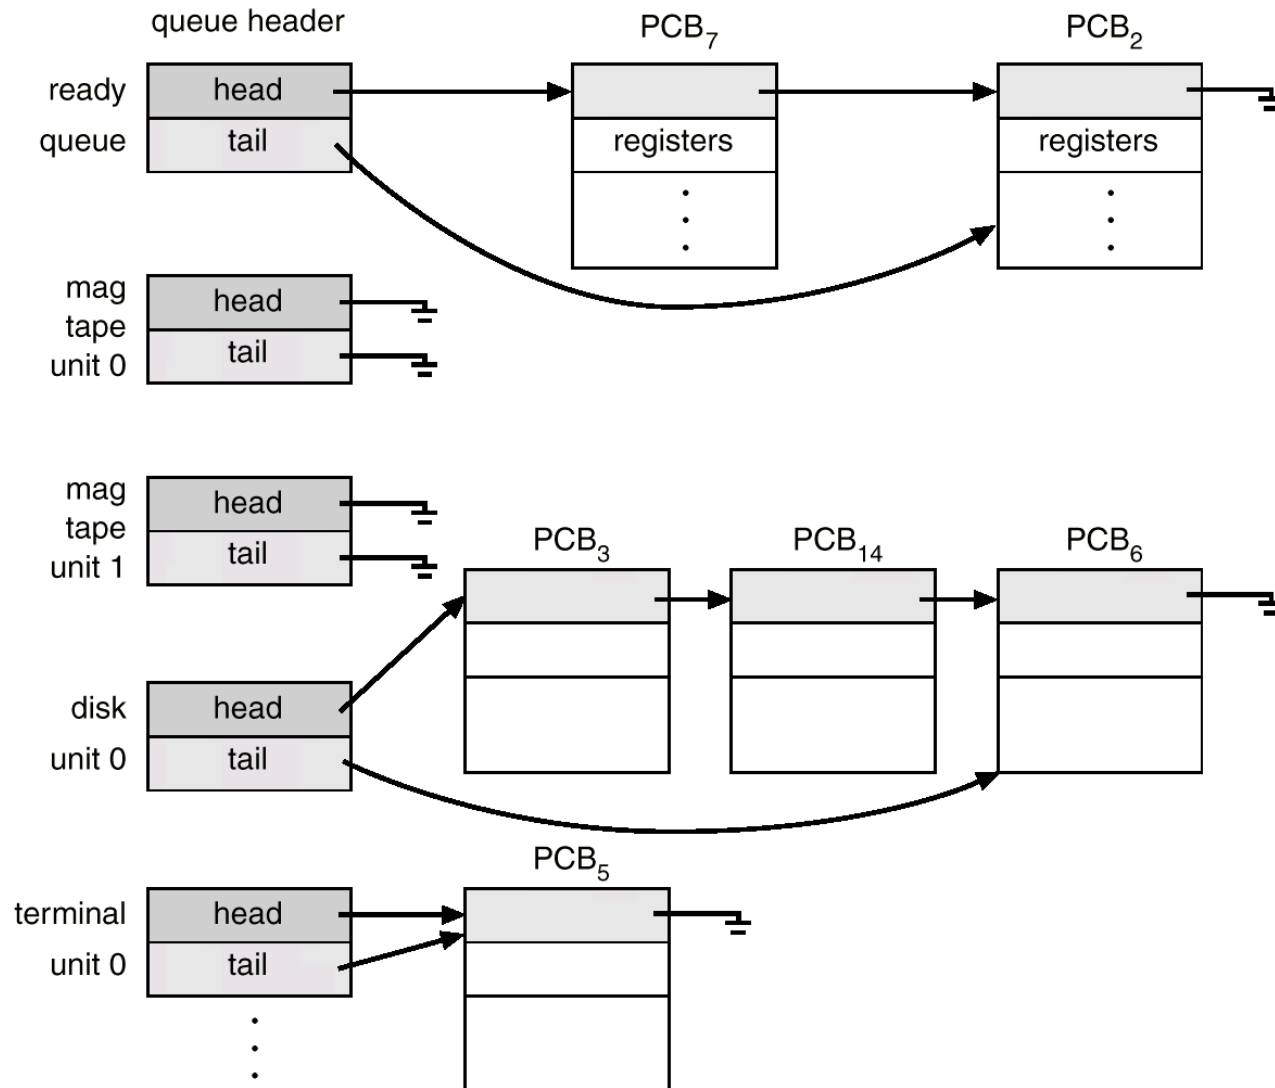 queue header
PCB7
PCB2
ready
queue
head
tail
registers
registers
mag
tape
unit 0
head
tail
mag
tape
unit 1
head
tail
PCB3
PCB14
PCB6
disk
unit 0
head
tail
PCB5
terminal
unit 0
head
tail